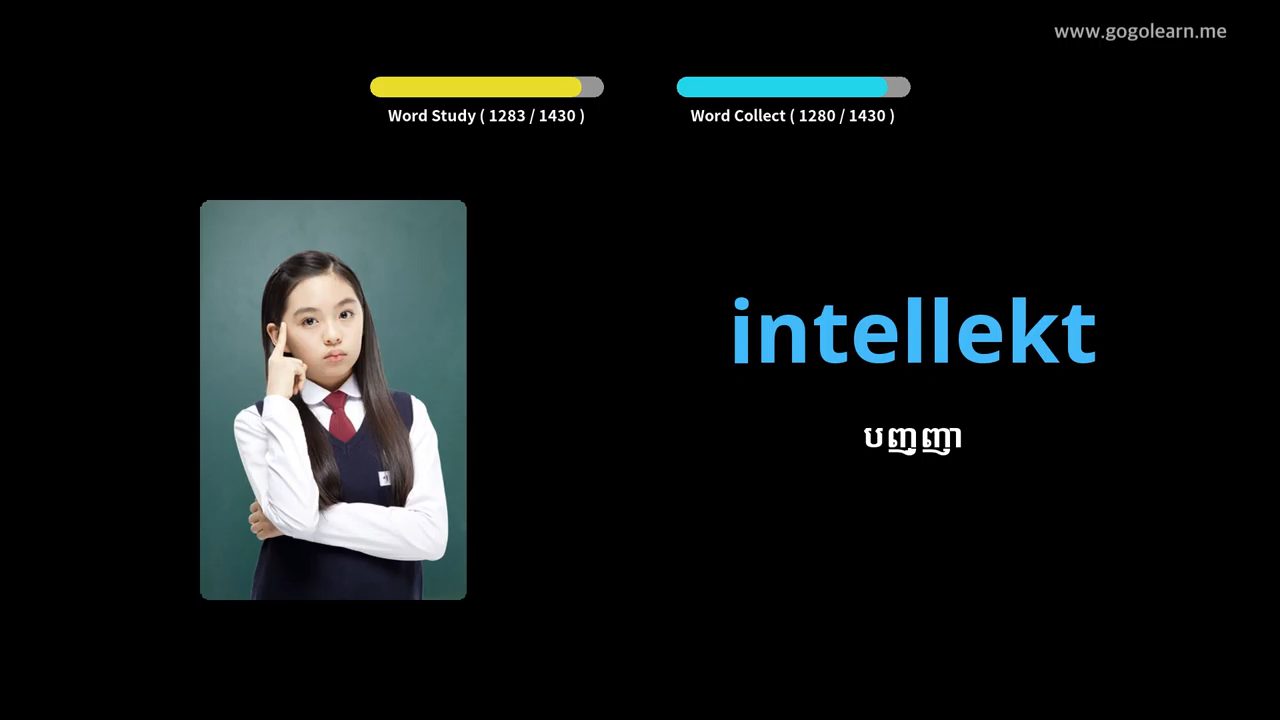 www.gogolearn.me
Word Study ( 1283 / 1430 )
Word Collect ( 1280 / 1430 )
intellekt
បញ្ញា